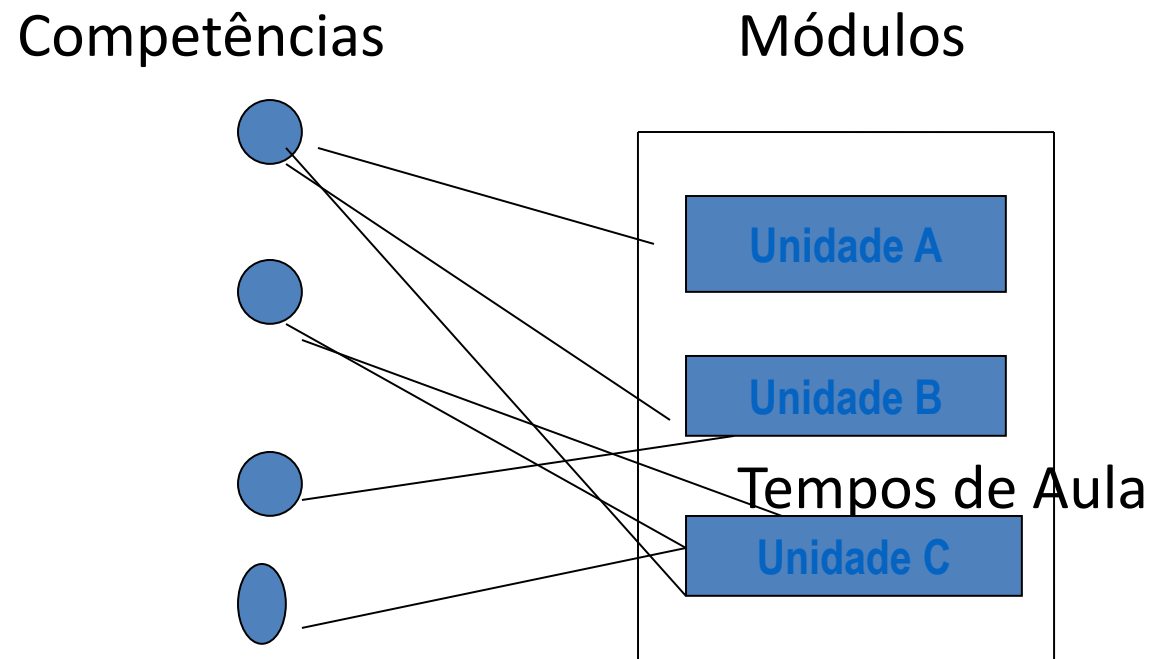 Competências
Módulos
Unidade A
Unidade B
Tempos de Aula
Unidade C